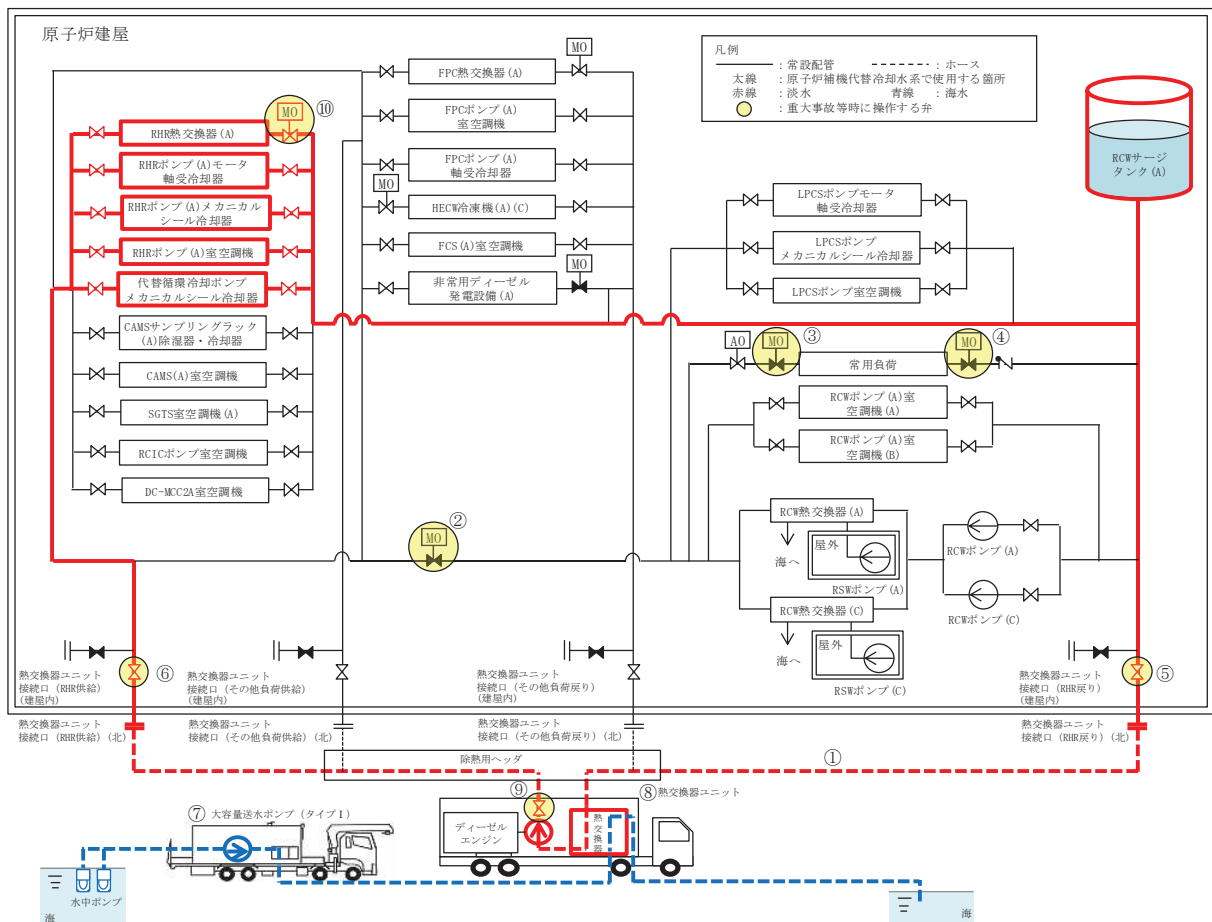 原子炉建屋
凡例
：常設配管 ：ホース
太線 ：原子炉補機代替冷却水系で使用する箇所
赤線 ：淡水 青線 ：海水
：重大事故等時に操作する弁
MO
FPC熱交換器(A)
FPCポンプ(A)
室空調機
FPCポンプ(A)
軸受冷却器
MO
HECW冷凍機(A)(C)
FCS(A)室空調機
MO
非常用ディーゼル
発電設備(A)
MO
⑩
RHR熱交換器(A)
RHRポンプ(A)モータ
軸受冷却器
RHRポンプ(A)メカニカル
シール冷却器
RHRポンプ(A)室空調機
代替循環冷却ポンプ
メカニカルシール冷却器
CAMSサンプリングラック
(A)除湿器・冷却器
CAMS(A)室空調機
SGTS室空調機(A)
RCICポンプ室空調機
DC-MCC2A室空調機
RCWサージ
タンク(A)
LPCSポンプモータ
軸受冷却器
LPCSポンプ
メカニカルシール冷却器
LPCSポンプ室空調機
AO
MO
③
常用負荷
MO
④
RCWポンプ(A)室
空調機(A)
RCWポンプ(A)室
空調機(B)
②
MO
RCW熱交換器(A)
海へ
屋外
RSWポンプ(A)
RCW熱交換器(C)
海へ
屋外
RSWポンプ(C)
RCWポンプ(A)
RCWポンプ(C)
⑥
熱交換器ユニット
接続口（RHR供給）
(建屋内)
熱交換器ユニット
接続口（その他負荷供給）
(建屋内)
熱交換器ユニット
接続口（その他負荷戻り）
(建屋内)
熱交換器ユニット
接続口（RHR戻り）
(建屋内)
⑤
熱交換器ユニット
接続口（RHR供給）(北)
熱交換器ユニット
接続口（その他負荷供給）(北)
熱交換器ユニット
接続口（その他負荷戻り）(北)
熱交換器ユニット
接続口（RHR戻り）(北)
除熱用ヘッダ
①
⑦ 大容量送水ポンプ（タイプⅠ）
⑨
⑧ 熱交換器ユニット
ディーゼル
エンジン
熱交換器
水中ポンプ
海
海